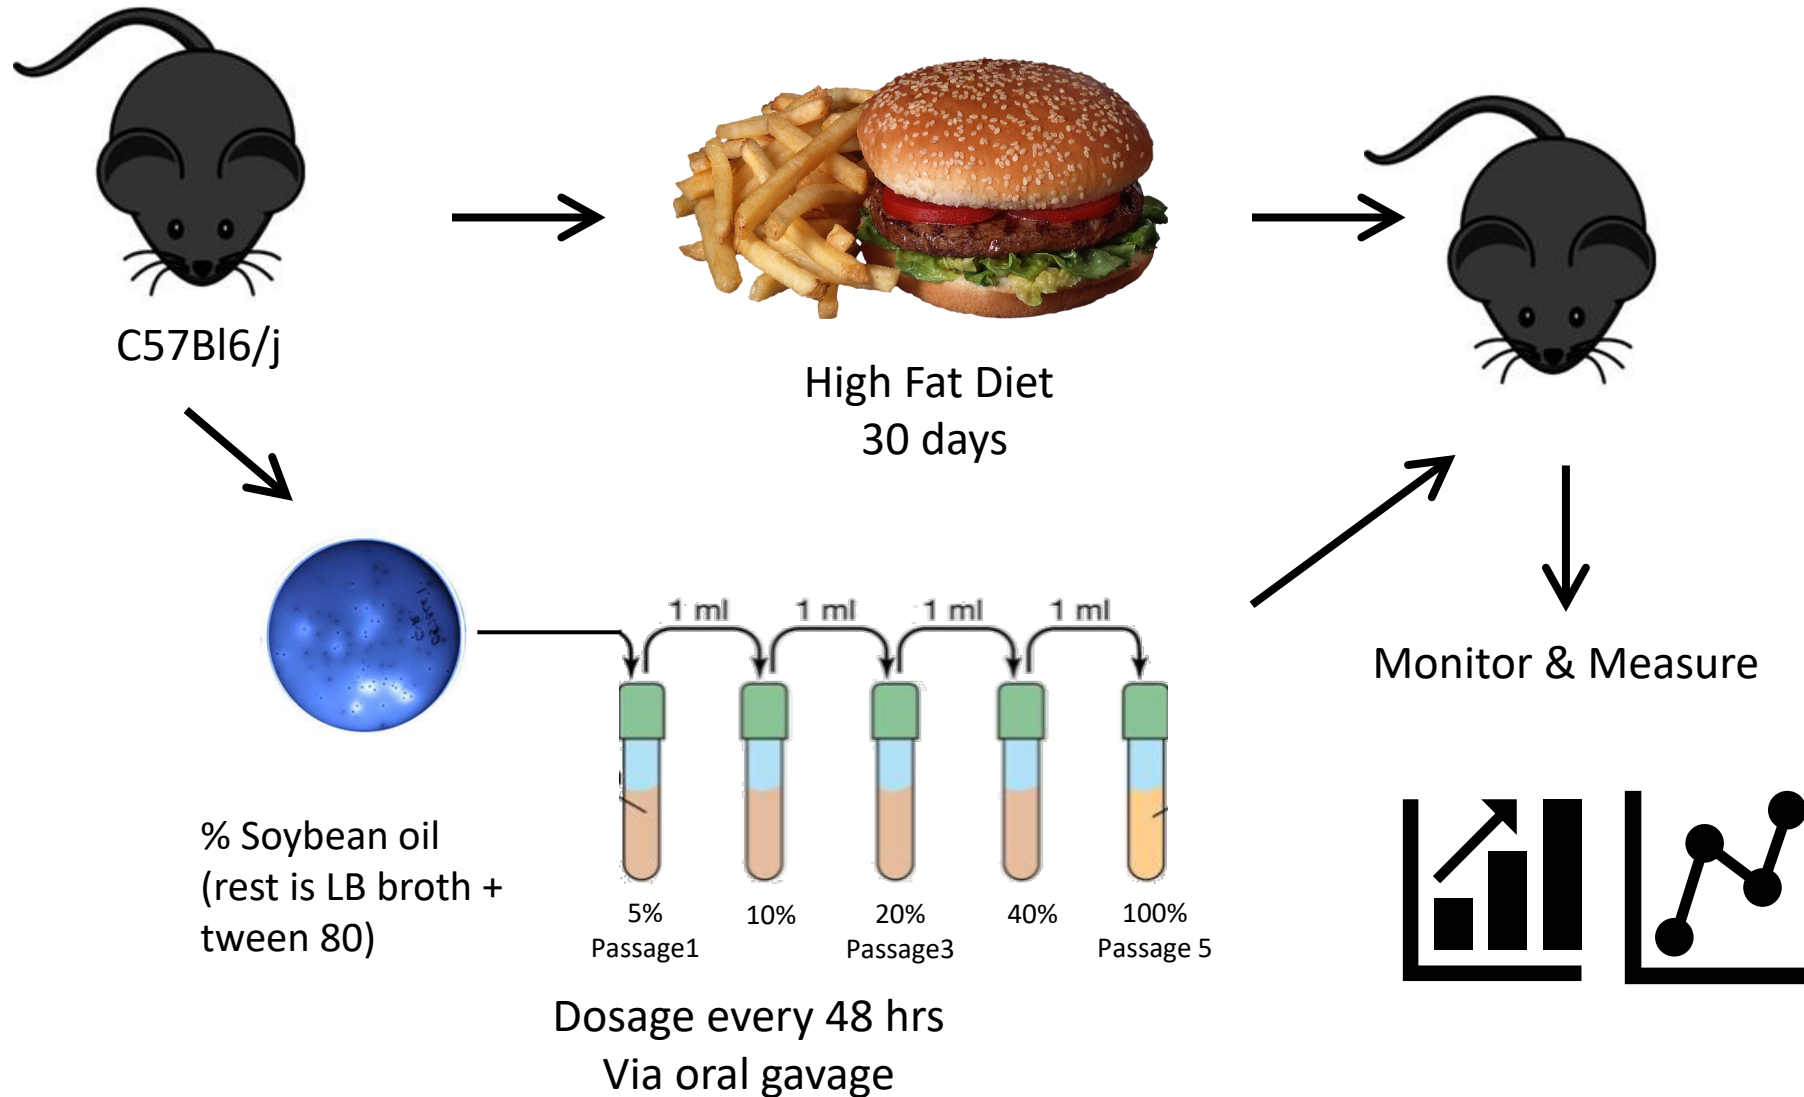 C57Bl6/j
High Fat Diet
30 days
1 ml
1 ml
1 ml
1 ml
Monitor & Measure
% Soybean oil
(rest is LB broth +
tween 80)
5%
Passage1
10%
20%
Passage3
40%
100%
Passage 5
Dosage every 48 hrs
Via oral gavage